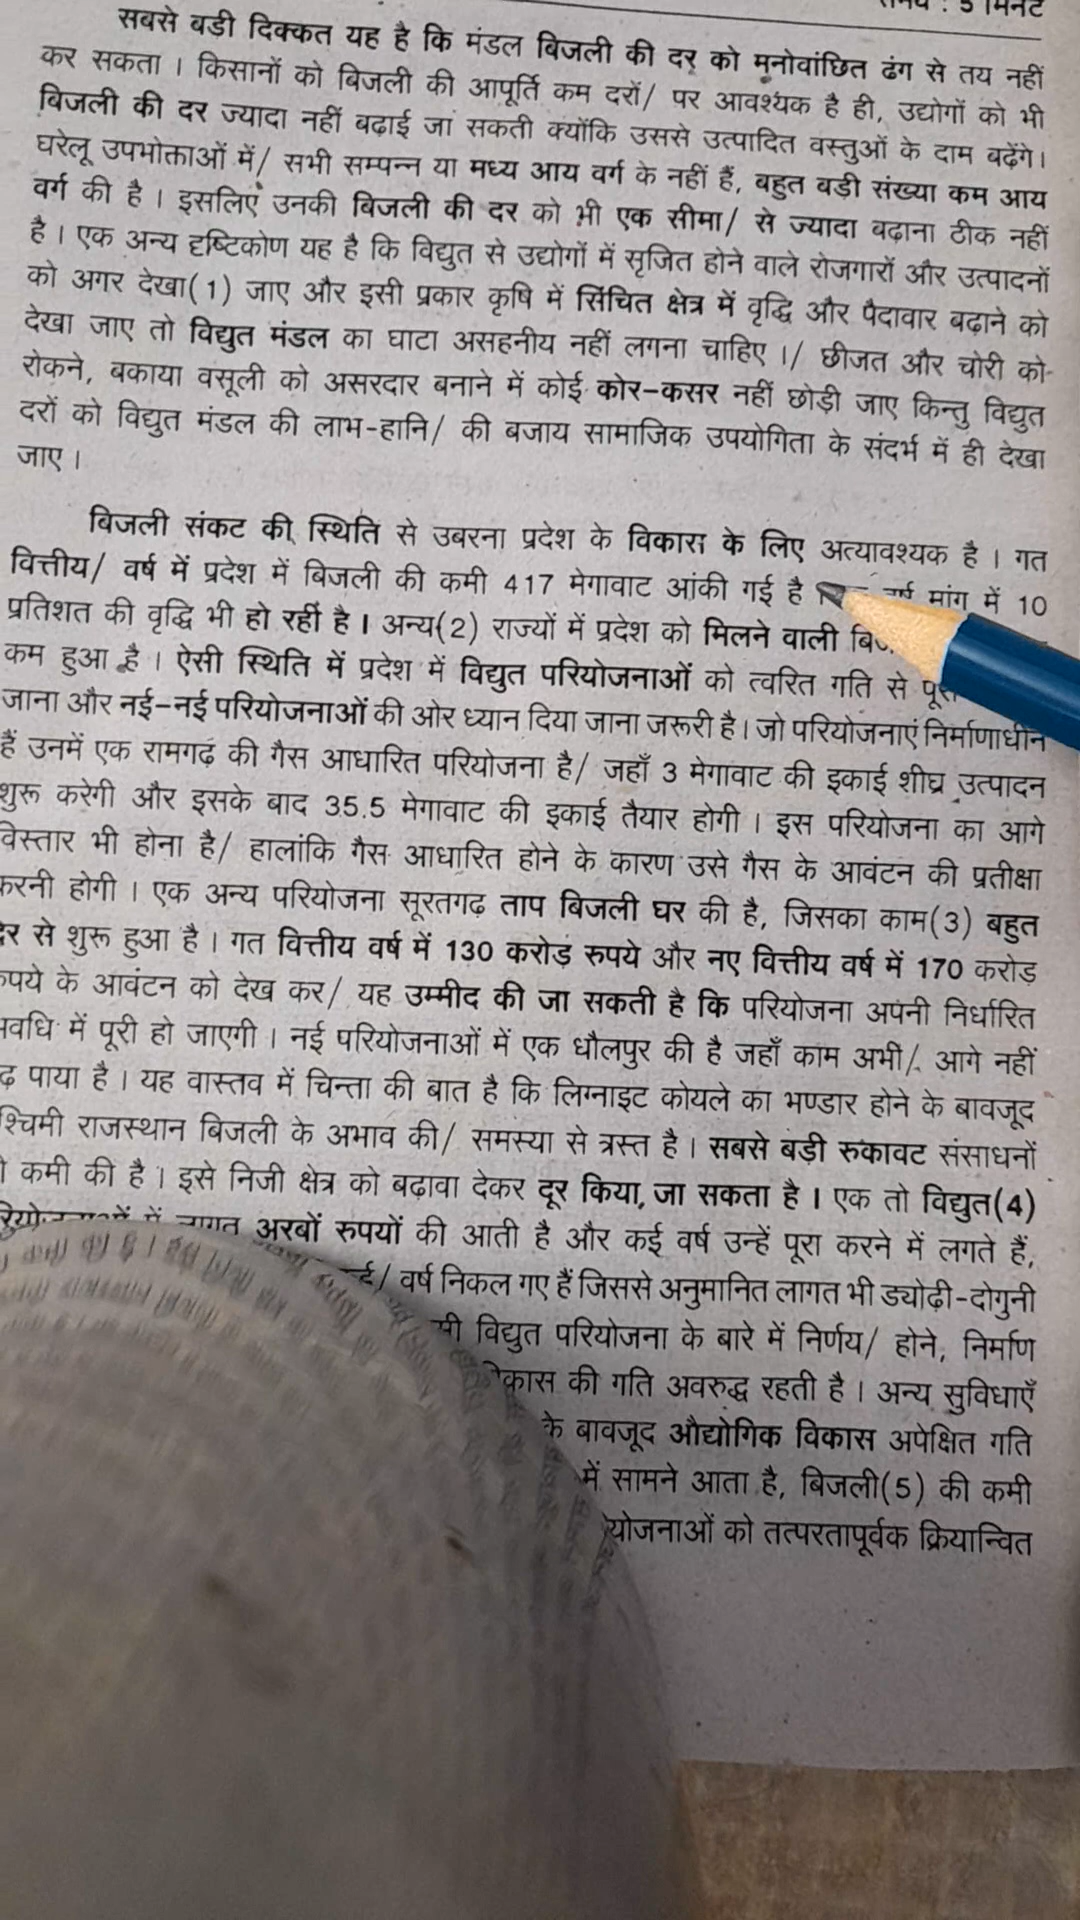 समय : 5 मिनट
सबसे बडी दिक्कत यह है कि मंडल बिजली की दर को मनोवांछित ढंग से तय नहीं
कर सकता । किसानों को बिजली की आपूर्ति कम दरों/ पर आवश्यक है ही, उद्योगों को भी
बिजली की दर ज्यादा नहीं बढ़ाई जा सकती क्योंकि उससे उत्पादित वस्तुओं के दाम बढ़ेंगे।
घरेलू उपभोक्ताओं में/ सभी सम्पन्न या मध्य आय वर्ग के नहीं हैं, बहुत बडी संख्या कम आय
वर्ग की है । इसलिए उनकी बिजली की दर को भी एक सीमा/ से ज्यादा बढ़ाना ठीक नहीं
है । एक अन्य दृष्टिकोण यह है कि विद्युत से उद्योगों में सृजित होने वाले रोजगारों और उत्पादनों
को अगर देखा(1) जाए और इसी प्रकार कृषि में सिंचित क्षेत्र में वृद्धि और पैदावार बढ़ाने को
देखा जाए तो विद्युत मंडल का घाटा असहनीय नहीं लगना चाहिए ।/ छीजत और चोरी को
रोकने, बकाया वसूली को असरदार बनाने में कोई कोर-कसर नहीं छोड़ी जाए किन्तु विद्युत
दरों को विद्युत मंडल की लाभ-हानि/ की बजाय सामाजिक उपयोगिता के संदर्भ में ही देखा
जाए ।
बिजली संकट की स्थिति से उबरना प्रदेश के विकास के लिए अत्यावश्यक है । गत
वित्तीय/ वर्ष में प्रदेश में बिजली की कमी 417 मेगावाट आंकी गई है वर्ष मांग में 10
प्रतिशत की वृद्धि भी हो रही है । अन्य(2) राज्यों में प्रदेश को मिलने वाली
कम हुआ है । ऐसी स्थिति में प्रदेश में विद्युत परियोजनाओं को त्वरित गति से
जाना और नई-नई परियोजनाओं की ओर ध्यान दिया जाना जरूरी है । जो परियोजनाएं निर्माणाधीन
हैं उनमें एक रामगढ़ की गैस आधारित परियोजना है/ जहाँ 3 मेगावाट की इकाई शीघ्र उत्पादन
शुरू करेगी और इसके बाद 35.5 मेगावाट की इकाई तैयार होगी । इस परियोजना का आगे
विस्तार भी होना है/ हालांकि गैस आधारित होने के कारण उसे गैस के आवंटन की प्रतीक्षा
करनी होगी । एक अन्य परियोजना सूरतगढ़ ताप बिजली घर की है, जिसका काम(3) बहुत
देर से शुरू हुआ है । गत वित्तीय वर्ष में 130 करोड़ रुपये और नए वित्तीय वर्ष में 170 करोड़
रुपये के आवंटन को देख कर/ यह उम्मीद की जा सकती है कि परियोजना अपनी निर्धारित
अवधि में पूरी हो जाएगी । नई परियोजनाओं में एक धौलपुर की है जहाँ काम अभी/ आगे नहीं
बढ़ पाया है । यह वास्तव में चिन्ता की बात है कि लिग्नाइट कोयले का भण्डार होने के बावजूद
पश्चिमी राजस्थान बिजली के अभाव की/ समस्या से त्रस्त है । सबसे बड़ी रुकावट संसाधनों
की कमी की है । इसे निजी क्षेत्र को बढ़ावा देकर दूर किया जा सकता है । एक तो विद्युत(4)
लागत अरबों रुपयों की आती है और कई वर्ष उन्हें पूरा करने में लगते हैं,
वर्ष निकल गए हैं जिससे अनुमानित लागत भी ड्योढ़ी-दोगुनी
विद्युत परियोजना के बारे में निर्णय/ होने, निर्माण
की गति अवरुद्ध रहती है । अन्य सुविधाएँ
के बावजूद औद्योगिक विकास अपेक्षित गति
में सामने आता है, बिजली(5) की कमी
को तत्परतापूर्वक क्रियान्वित